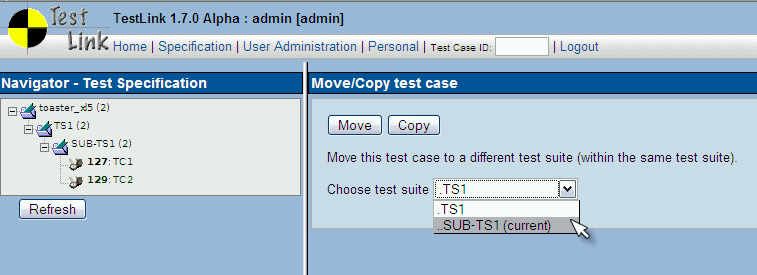 Test Link
TestLink 1.7.0 Alpha : admin [admin]
Home | Specification | User Administration | Personal | Test Case ID: | Logout
Navigator - Test Specification
toaster_xl5 (2)
TS1 (2)
SUB-TS1 (2)
127: TC1
129: TC2
Refresh
Move/Copy test case
Move Copy
Move this test case to a different test suite (within the same test suite).
Choose test suite .TS1
.TS1
..SUB-TS1 (current)